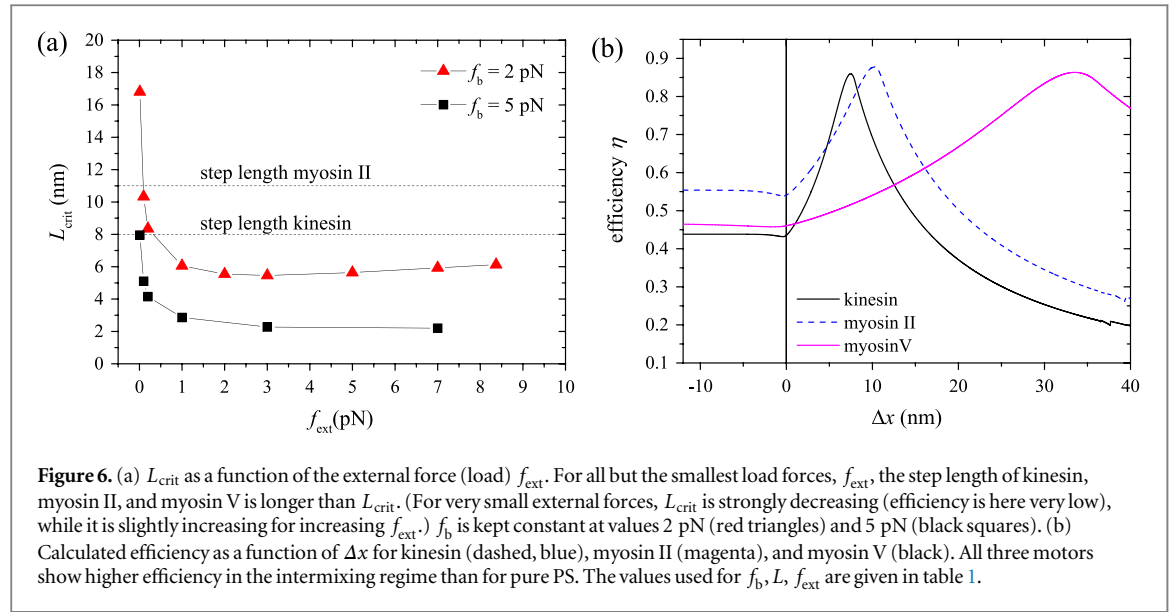 (a)
20
18
16
14
12
10
8
6
4
2
0
L_crit (nm)
f_b = 2 pN
f_b = 5 pN
step length myosin II
step length kinesin
0 1 2 3 4 5 6 7 8 9 10
f_ext(pN)
(b)
0.9
0.8
0.7
0.6
0.5
0.4
0.3
0.2
0.1
efficiency η
kinesin
myosin II
myosinV
-10 0 10 20 30 40
Δx (nm)
Figure 6. (a) L_crit as a function of the external force (load) f_ext. For all but the smallest load forces, f_ext, the step length of kinesin,
myosin II, and myosin V is longer than L_crit. (For very small external forces, L_crit is strongly decreasing (efficiency is here very low),
while it is slightly increasing for increasing f_ext.) f_b is kept constant at values 2 pN (red triangles) and 5 pN (black squares). (b)
Calculated efficiency as a function of Δx for kinesin (dashed, blue), myosin II (magenta), and myosin V (black). All three motors
show higher efficiency in the intermixing regime than for pure PS. The values used for f_b, L, f_ext are given in table 1.